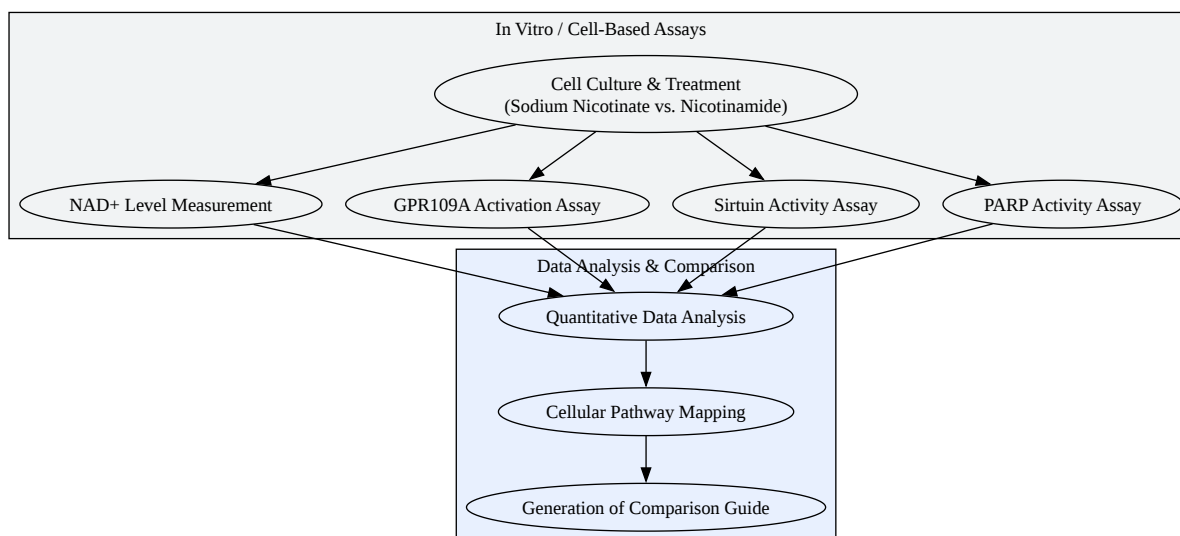 In Vitro / Cell-Based Assays
Cell Culture & Treatment
(Sodium Nicotinate vs. Nicotinamide)
NAD+ Level Measurement
GPR109A Activation Assay
Sirtuin Activity Assay
PARP Activity Assay
Data Analysis & Comparison
Quantitative Data Analysis
Cellular Pathway Mapping
Generation of Comparison Guide